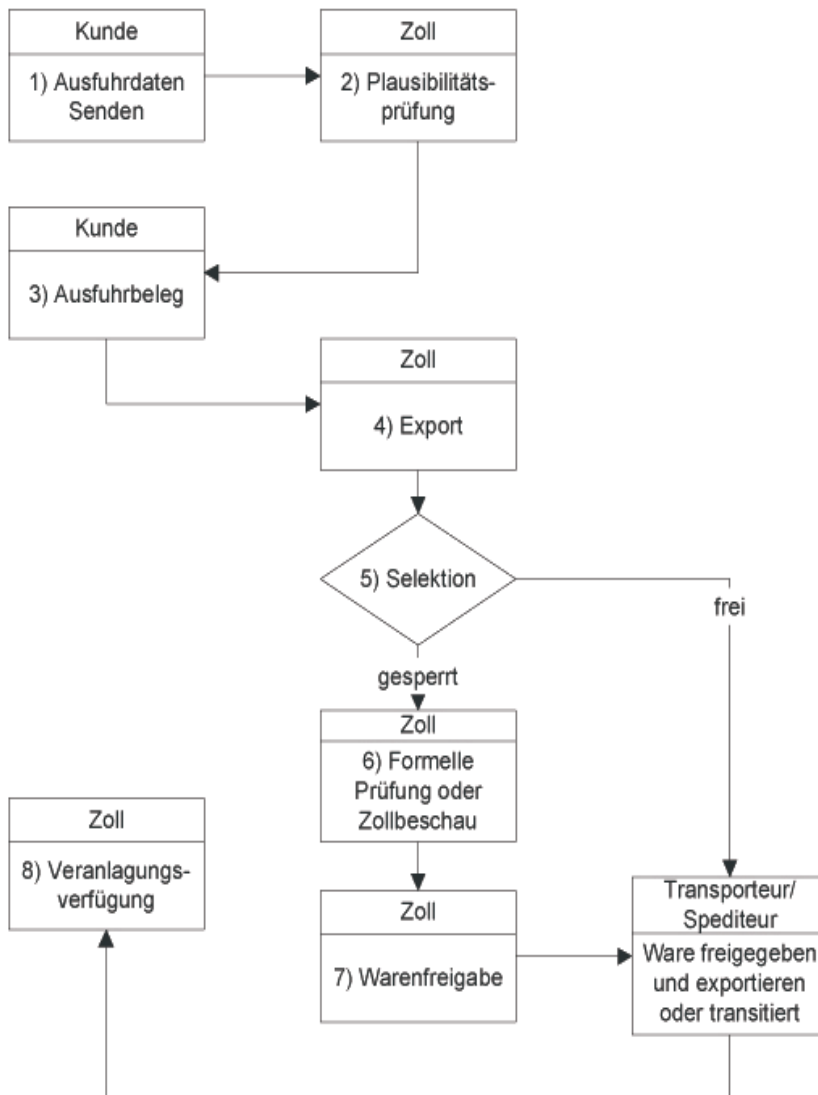 Kunde
1) Ausfuhrdaten
Senden
Zoll
2) Plausibilitäts-
prüfung
Kunde
3) Ausfuhrbeleg
Zoll
4) Export
5) Selektion
frei
gesperrt
Zoll
6) Formelle
Prüfung oder
Zollbeschau
Zoll
8) Veranlagungs-
verfügung
Zoll
7) Warenfreigabe
Transporteur/
Spediteur
Ware freigegeben
und exportieren
oder transitiert